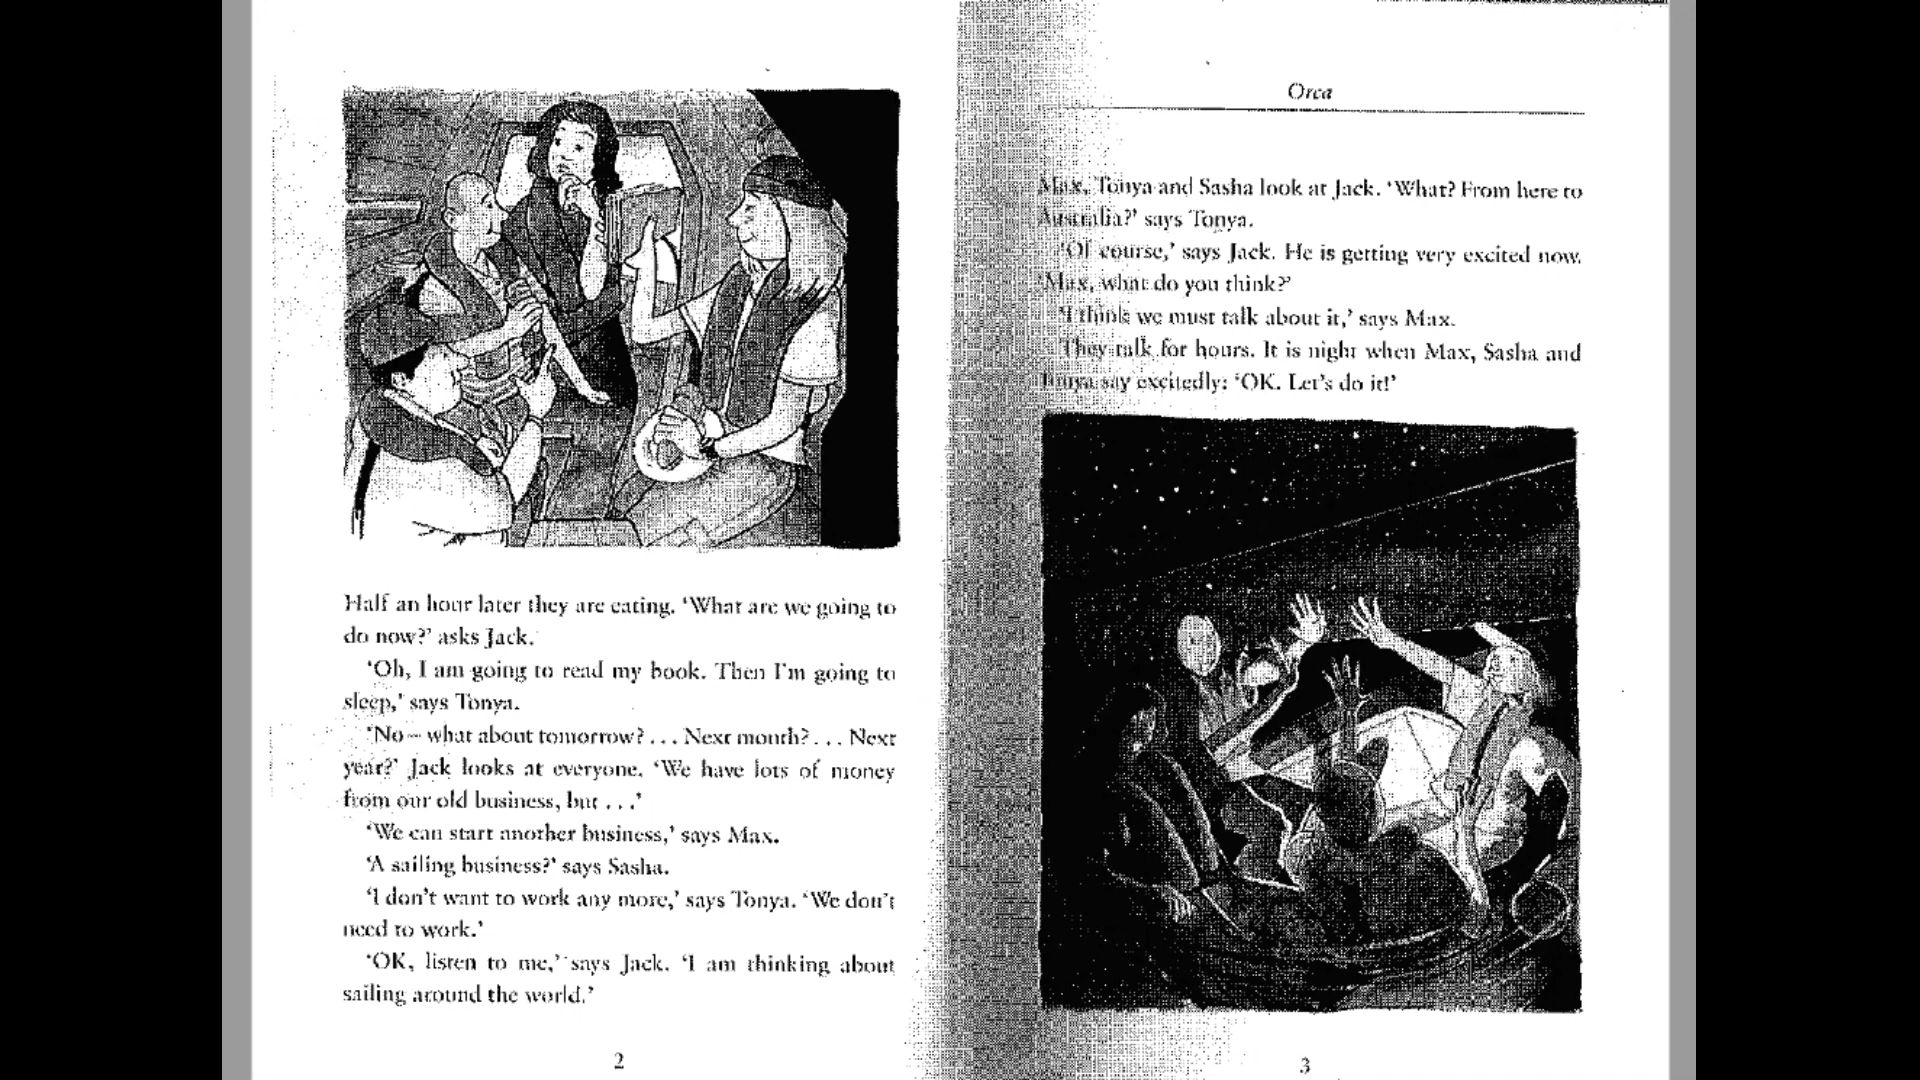 Half an hour later they are eating. ‘What are we going to
do now?’ asks Jack.
‘Oh, I am going to read my book. Then I’m going to
sleep,’ says Tonya.
‘No – what about tomorrow? . . . Next month? . . . Next
year?’ Jack looks at everyone. ‘We have lots of money
from our old business, but . . .’
‘We can start another business,’ says Max.
‘A sailing business?’ says Sasha.
‘I don’t want to work any more,’ says Tonya. ‘We don’t
need to work.’
‘OK, listen to me,’ says Jack. ‘I am thinking about
sailing around the world.’
2
Orca
Max, Tonya and Sasha look at Jack. ‘What? From here to
Australia?’ says Tonya.
‘Of course,’ says Jack. He is getting very excited now.
‘Max, what do you think?’
‘I think we must talk about it,’ says Max.
They talk for hours. It is night when Max, Sasha and
Tonya say excitedly: ‘OK. Let’s do it!’
3